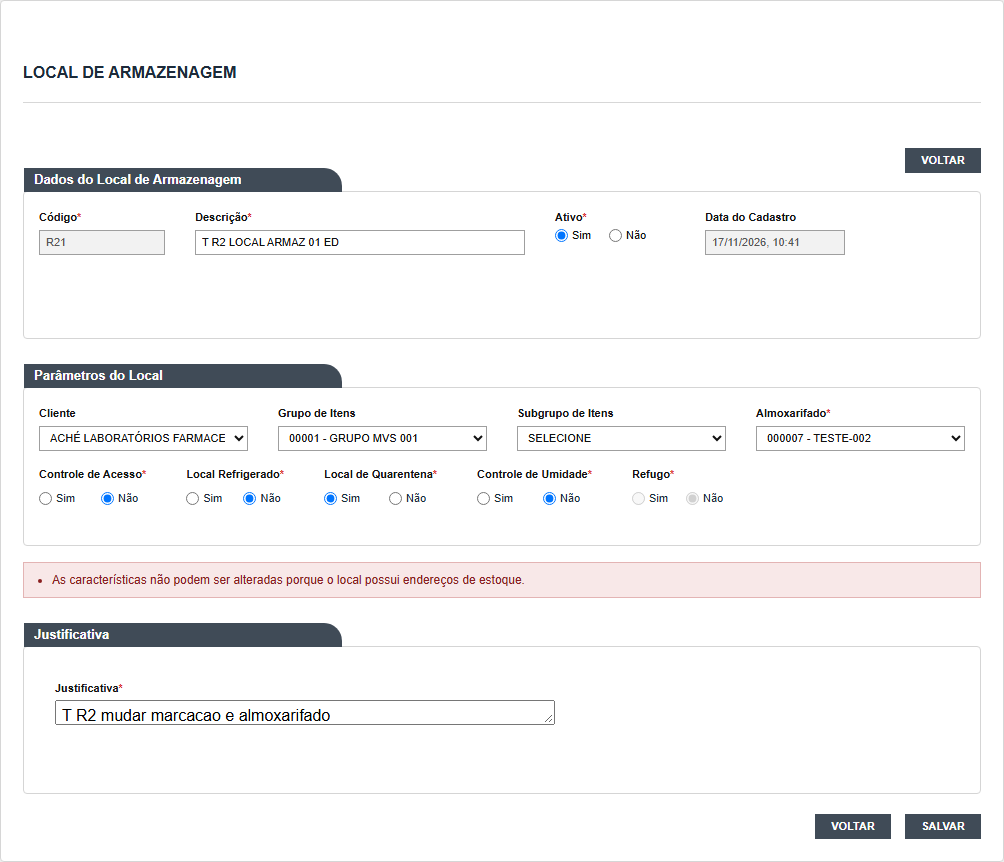 LOCAL DE ARMAZENAGEM
VOLTAR
Dados do Local de Armazenagem
Código* Descrição* Ativo* Data do Cadastro
R21 T R2 LOCAL ARMAZ 01 ED Sim Não 17/11/2026, 10:41
Parâmetros do Local
Cliente Grupo de Itens Subgrupo de Itens Almoxarifado*
ACHÉ LABORATÓRIOS FARMACE 00001 - GRUPO MVS 001 SELECIONE 000007 - TESTE-002
Controle de Acesso* Local Refrigerado* Local de Quarentena* Controle de Umidade* Refugo*
Sim Não Sim Não Sim Não Sim Não Sim Não
• As características não podem ser alteradas porque o local possui endereços de estoque.
Justificativa
Justificativa*
T R2 mudar marcacao e almoxarifado
VOLTAR SALVAR